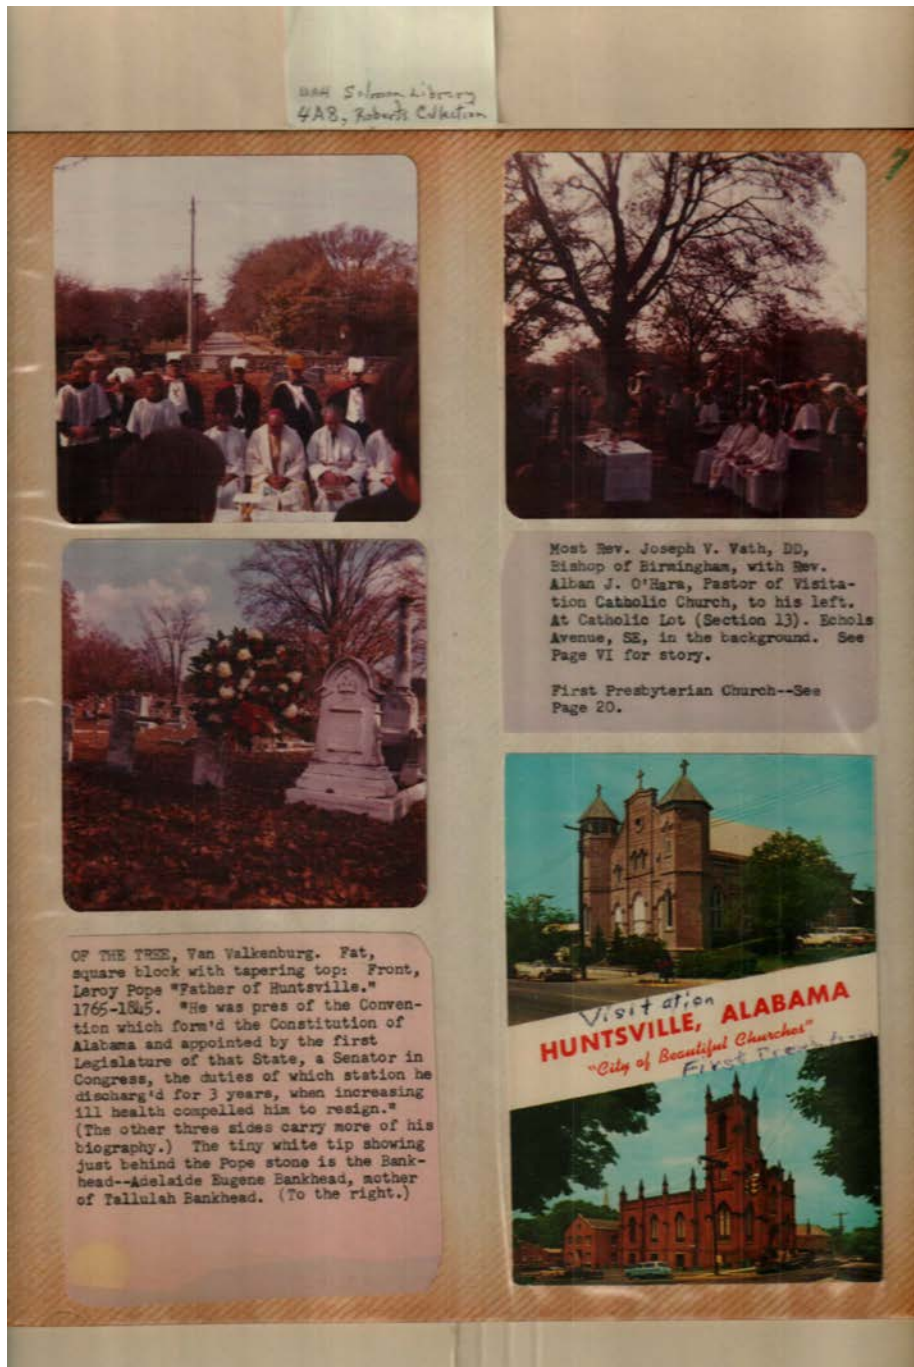 UAH Salmon Library
4A8, Roberts Collection
7
Most Rev. Joseph V. Vath, DD,
Bishop of Birmingham, with Rev.
Alban J. O'Hara, Pastor of Visita-
tion Catholic Church, to his left.
At Catholic Lot (Section 13). Echols
Avenue, SE, in the background. See
Page VI for story.
First Presbyterian Church--See
Page 20.
OF THE TREE, Van Valkenburg. Fat,
square block with tapering top: Front,
Leroy Pope "Father of Huntsville."
1765-1845. "He was pres of the Conven-
tion which form'd the Constitution of
Alabama and appointed by the first
Legislature of that State, a Senator in
Congress, the duties of which station he
discharg'd for 3 years, when increasing
ill health compelled him to resign."
(The other three sides carry more of his
biography.) The tiny white tip showing
just behind the Pope stone is the Bank-
head--Adelaide Eugene Bankhead, mother
of Tallulah Bankhead. (To the right.)
Visitation
HUNTSVILLE, ALABAMA
"City of Beautiful Churches"
First